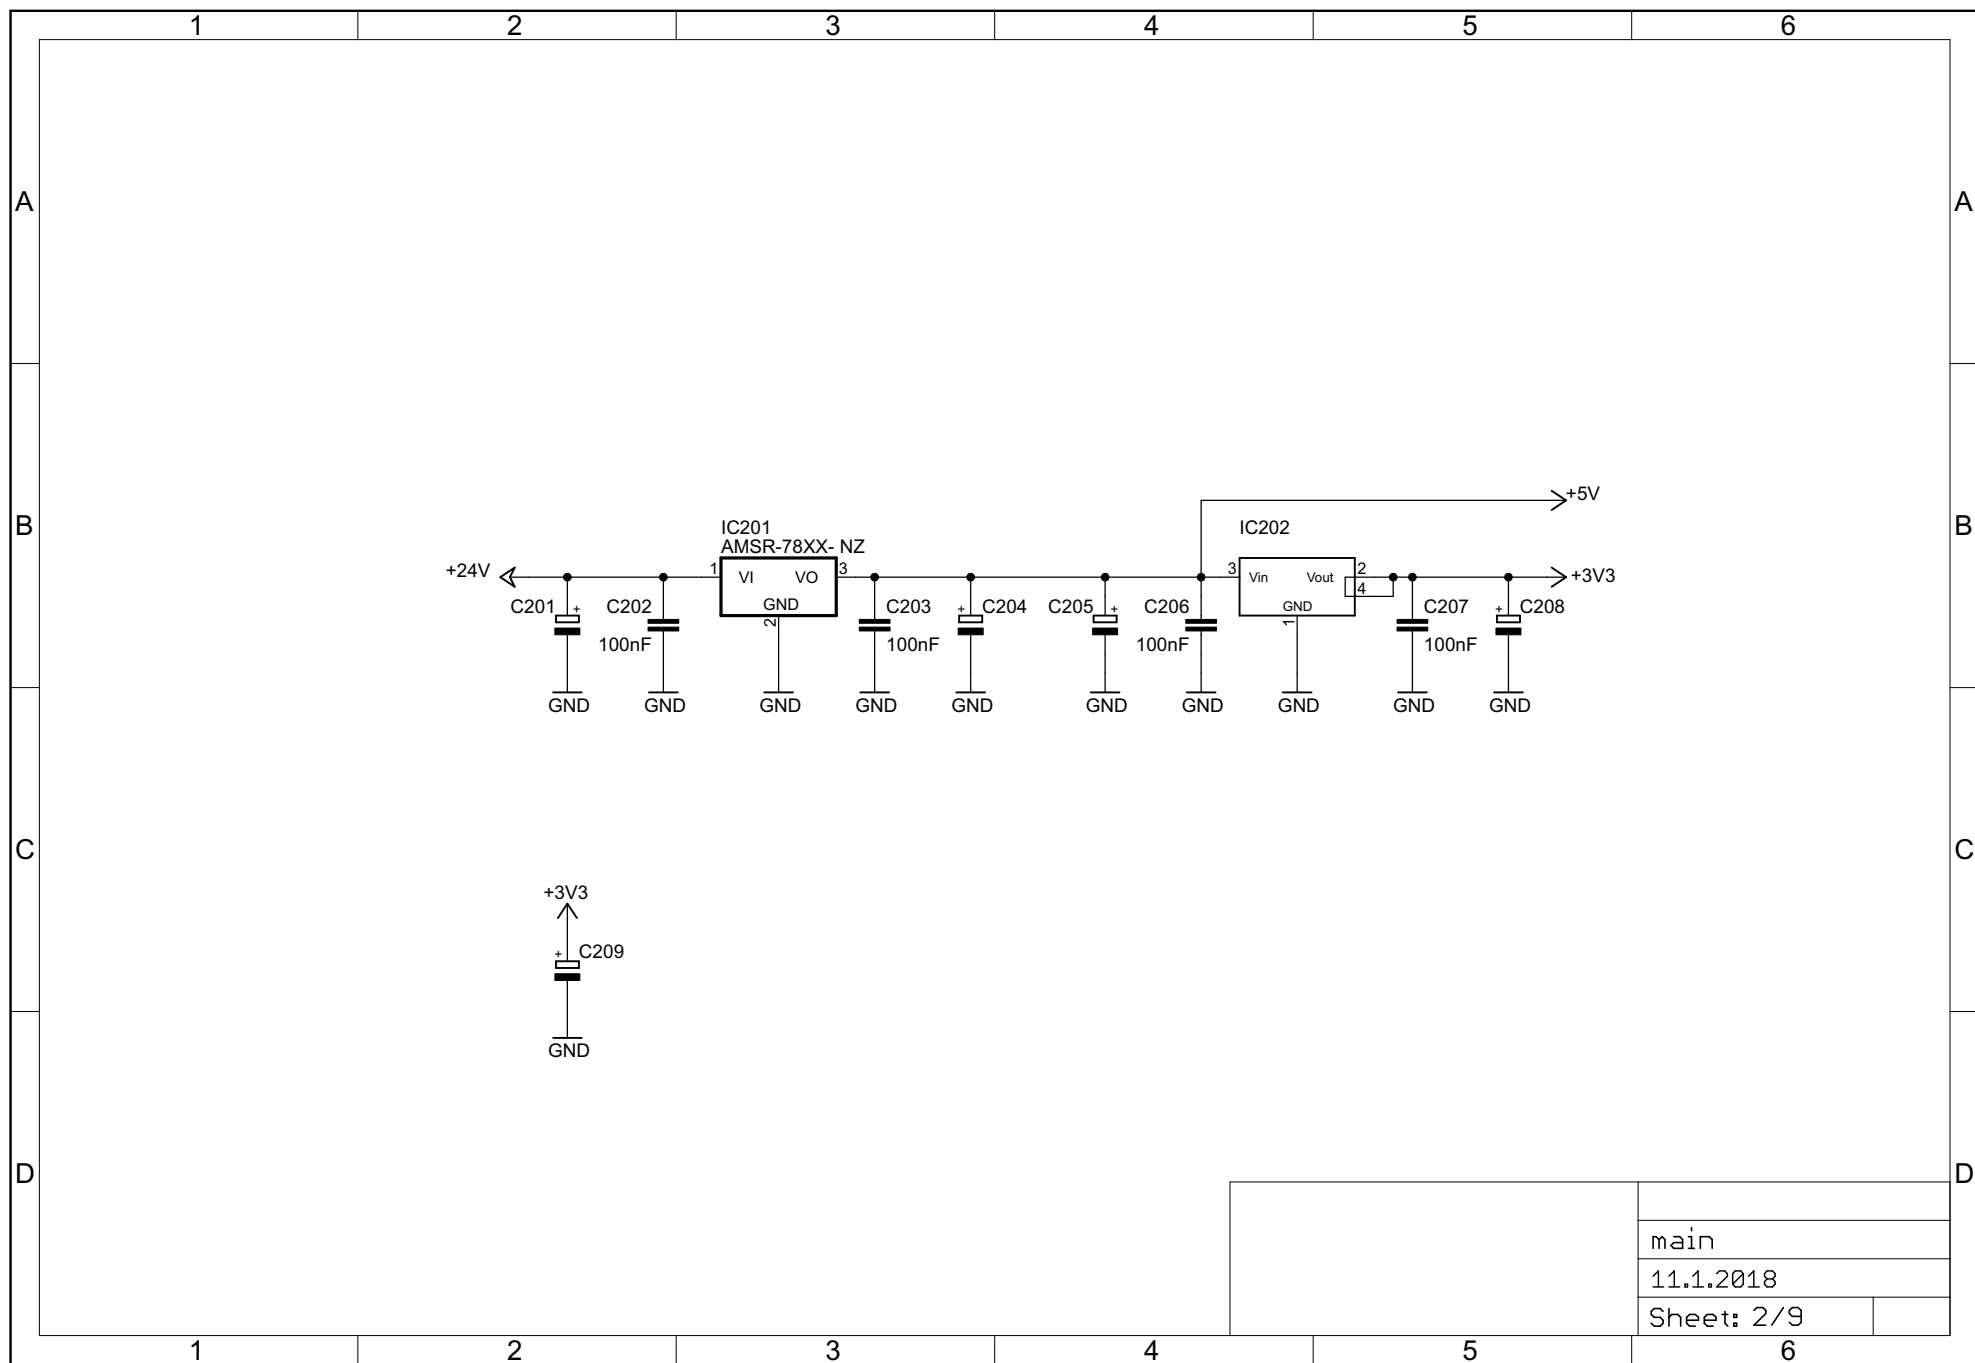 1 2 3 4 5 6
A A
+5V
B IC201 IC202 B
AMSR-78XX- NZ
+24V 1 VI VO 3 3 Vin Vout 2 +3V3
4
C201 + C202 GND C203 + C204 C205 + C206 GND C207 + C208
2 1
100nF 100nF 100nF 100nF
GND GND GND GND GND GND GND GND GND GND
C C
+3V3
+ C209
GND
D D
main
11.1.2018
Sheet: 2/9
1 2 3 4 5 6